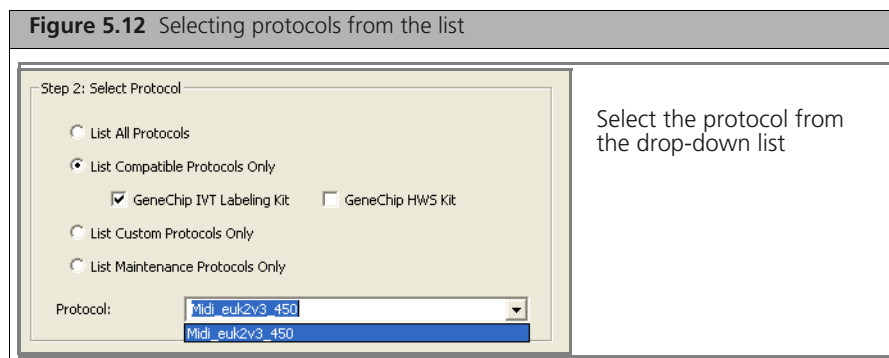 Figure 5.12 Selecting protocols from the list
Step 2: Select Protocol
List All Protocols
List Compatible Protocols Only
GeneChip IVT Labeling Kit GeneChip HWS Kit
List Custom Protocols Only
List Maintenance Protocols Only
Protocol: Midi_euk2v3_450
Midi_euk2v3_450
Select the protocol from
the drop-down list